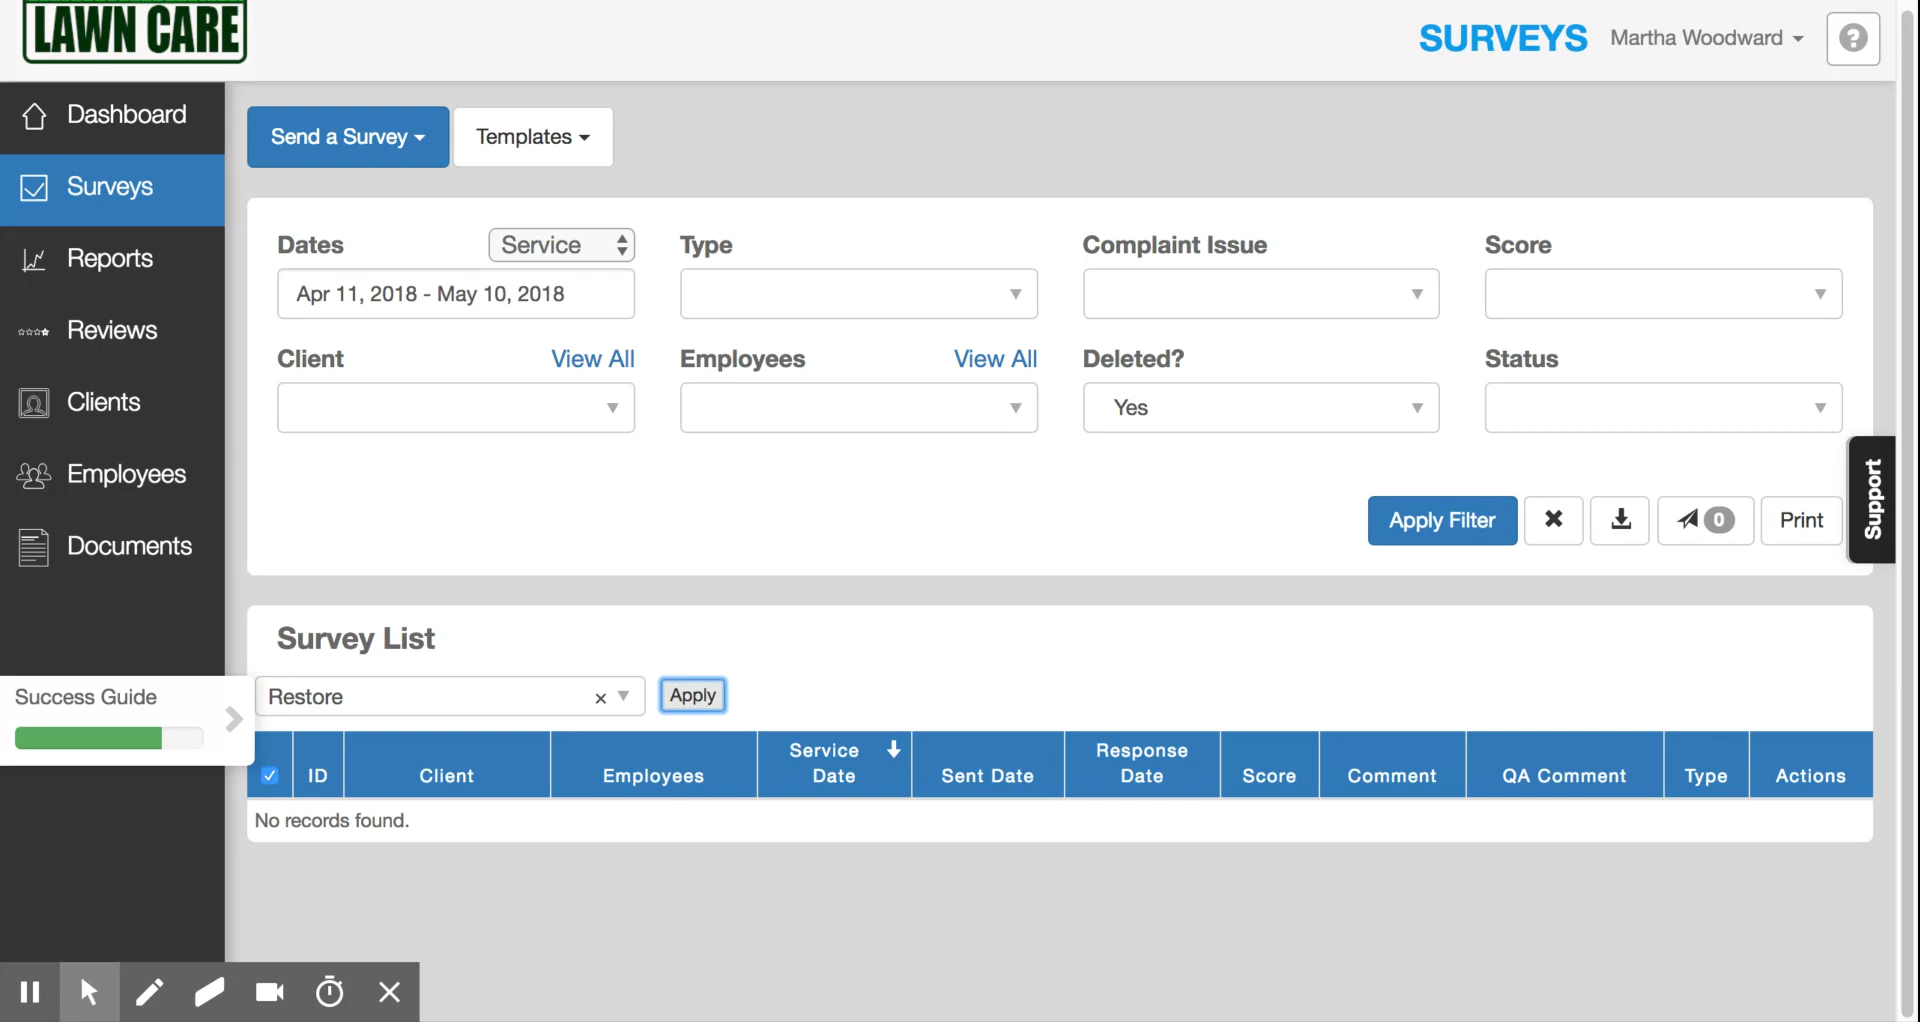 LAWN CARE
SURVEYS
Martha Woodward
?
Dashboard
Surveys
Reports
Reviews
Clients
Employees
Documents
Send a Survey
Templates
Dates
Service
Type
Complaint Issue
Score
Apr 11, 2018 - May 10, 2018
Client
View All
Employees
View All
Deleted?
Status
Yes
Support
Apply Filter
0
Print
Survey List
Success Guide
Restore
Apply
ID
Client
Employees
Service Date
Sent Date
Response Date
Score
Comment
QA Comment
Type
Actions
No records found.